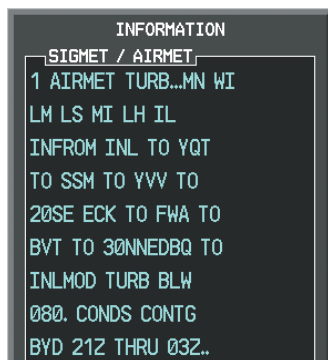 INFORMATION
SIGMET / AIRMET
1 AIRMET TURB...MN WI
LM LS MI LH IL
INFROM INL TO YQT
TO SSM TO YVV TO
20SE ECK TO FWA TO
BVT TO 30NNEDBQ TO
INLMOD TURB BLW
080. CONDS CONTG
BYD 21Z THRU 03Z..